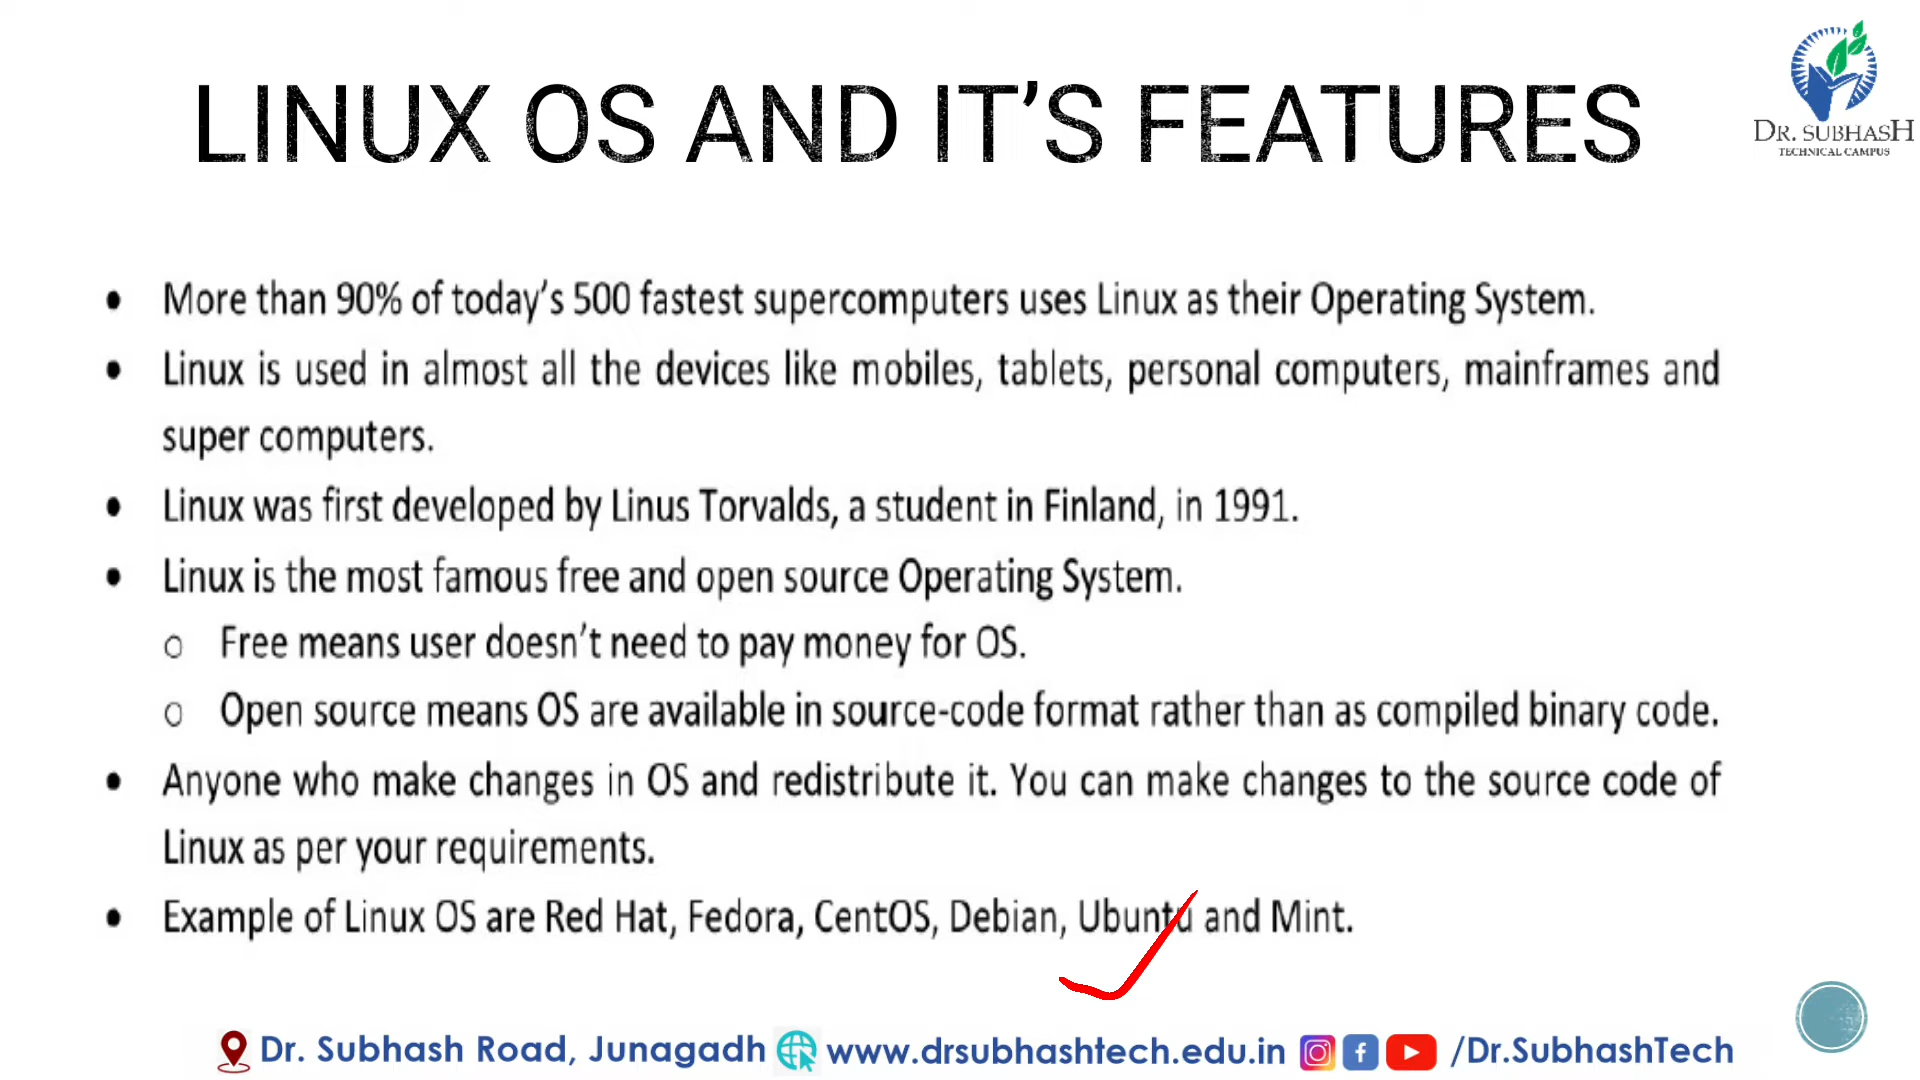 LINUX OS AND IT’S FEATURES
DR. SUBHASH
TECHNICAL CAMPUS
• More than 90% of today’s 500 fastest supercomputers uses Linux as their Operating System.
• Linux is used in almost all the devices like mobiles, tablets, personal computers, mainframes and
super computers.
• Linux was first developed by Linus Torvalds, a student in Finland, in 1991.
• Linux is the most famous free and open source Operating System.
o Free means user doesn’t need to pay money for OS.
o Open source means OS are available in source-code format rather than as compiled binary code.
• Anyone who make changes in OS and redistribute it. You can make changes to the source code of
Linux as per your requirements.
• Example of Linux OS are Red Hat, Fedora, CentOS, Debian, Ubuntu and Mint.
Dr. Subhash Road, Junagadh www.drsubhashtech.edu.in /Dr.SubhashTech